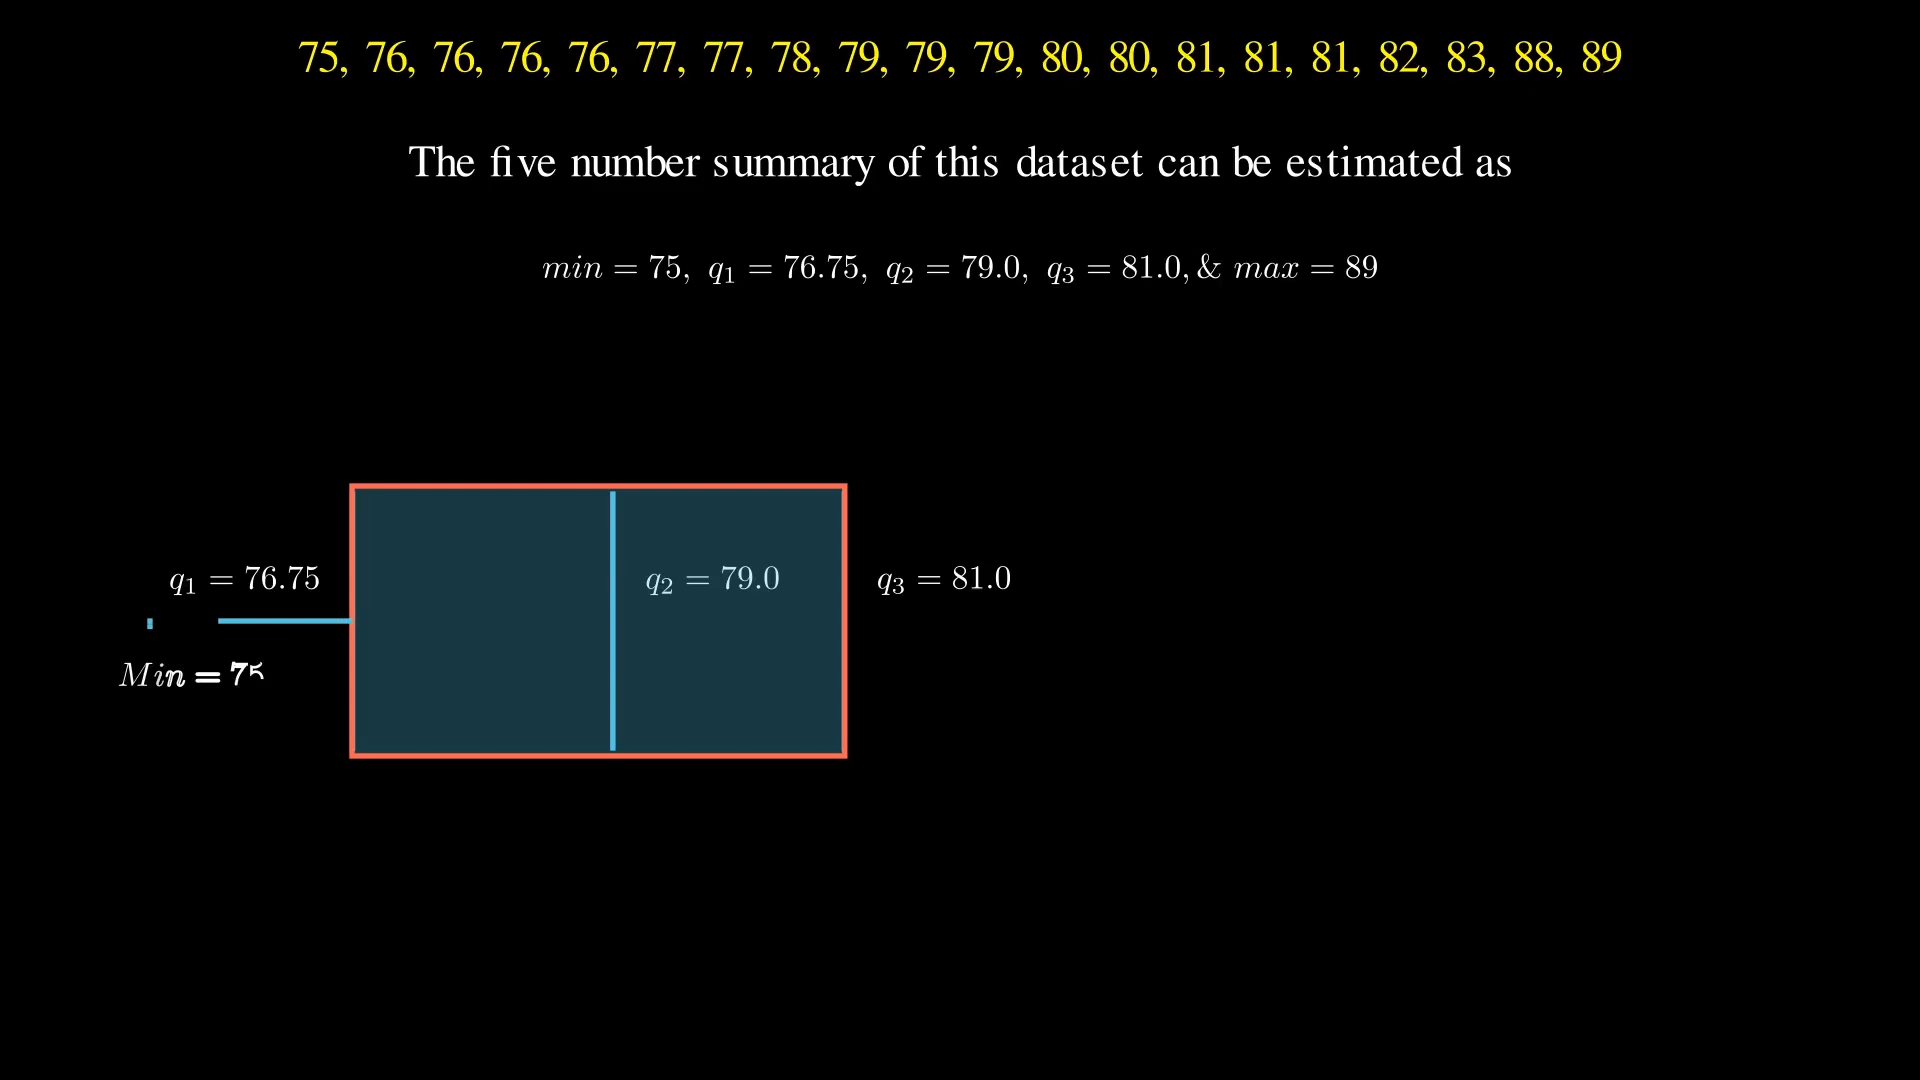 75, 76, 76, 76, 76, 77, 77, 78, 79, 79, 79, 80, 80, 81, 81, 81, 82, 83, 88, 89
The five number summary of this dataset can be estimated as
min = 75, q₁ = 76.75, q₂ = 79.0, q₃ = 81.0, & max = 89
q₁ = 76.75 q₂ = 79.0 q₃ = 81.0
Min = 75